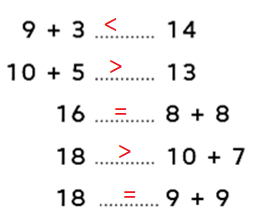 9 + 3 .....<..... 14
10 + 5 .....>..... 13
16 .....=..... 8 + 8
18 .....>..... 10 + 7
18 .....=..... 9 + 9